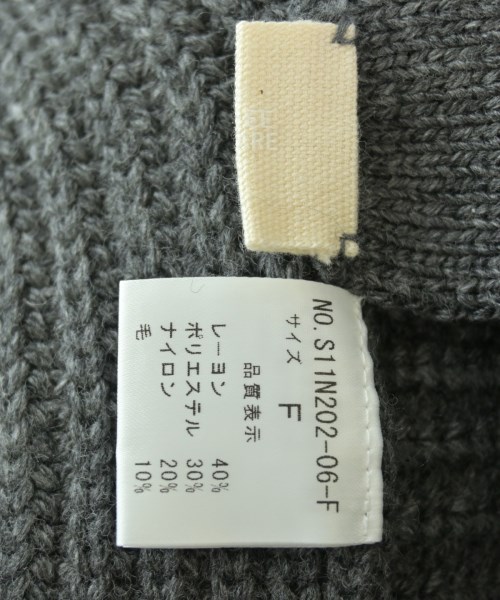 NO. S11N202-06-F
サイズ F
品質表示
レーヨン 40%
ポリエステル 30%
ナイロン 20%
毛 10%